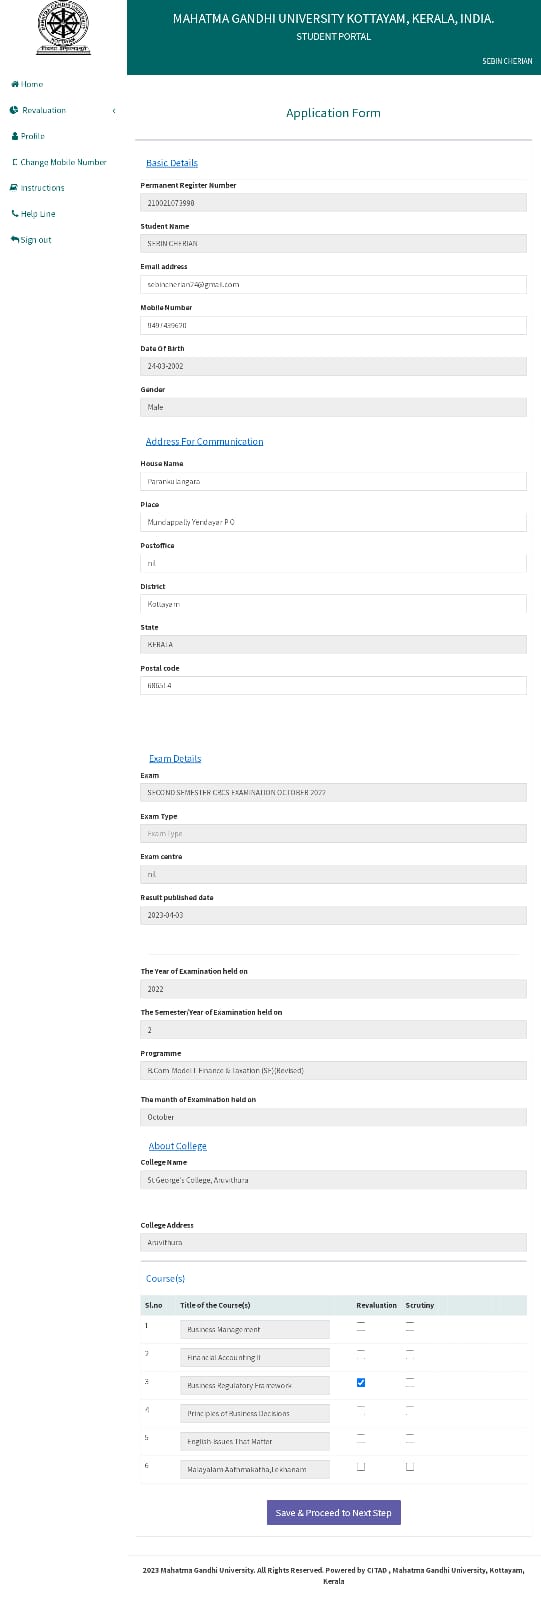 MAHATMA GANDHI UNIVERSITY KOTTAYAM, KERALA, INDIA.
STUDENT PORTAL
SEBIN CHERIAN
Home
Revaluation
Profile
Change Mobile Number
Instructions
Help Line
Sign out
Application Form
Basic Details
Permanent Register Number
210021073998
Student Name
SEBIN CHERIAN
Email address
sebincherian24@gmail.com
Mobile Number
9497439620
Date Of Birth
24-03-2002
Gender
Male
Address For Communication
House Name
Parankulangara
Place
Mundappally Yendayar P O
Postoffice
nil
District
Kottayam
State
KERALA
Postal code
686514
Exam Details
Exam
SECOND SEMESTER CBCS EXAMINATION OCTOBER 2022
Exam Type
Exam Type
Exam centre
nil
Result published date
2023-04-03
The Year of Examination held on
2022
The Semester/Year of Examination held on
2
Programme
B.Com Model I Finance & Taxation (SF)(Revised)
The month of Examination held on
October
About College
College Name
St George's College, Aruvithura
College Address
Aruvithura
Course(s)
Sl.no Title of the Course(s) Revaluation Scrutiny
1 Business Management
2 Financial Accounting II
3 Business Regulatory Framework
4 Principles of Business Decisions
5 English-Issues That Matter
6 Malayalam-Aathmakatha,Lekhanam
Save & Proceed to Next Step
2023 Mahatma Gandhi University. All Rights Reserved. Powered by CITAD , Mahatma Gandhi University, Kottayam,
Kerala